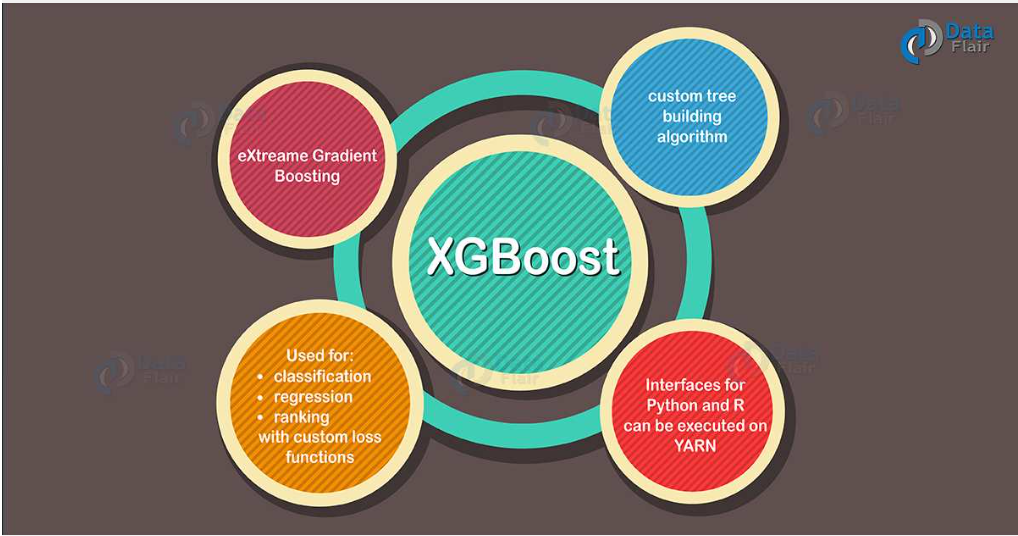 Data
Flair
eXtreame Gradient
Boosting
custom tree
building
algorithm
XGBoost
Used for:
• classification
• regression
• ranking
with custom loss
functions
Interfaces for
Python and R
can be executed on
YARN